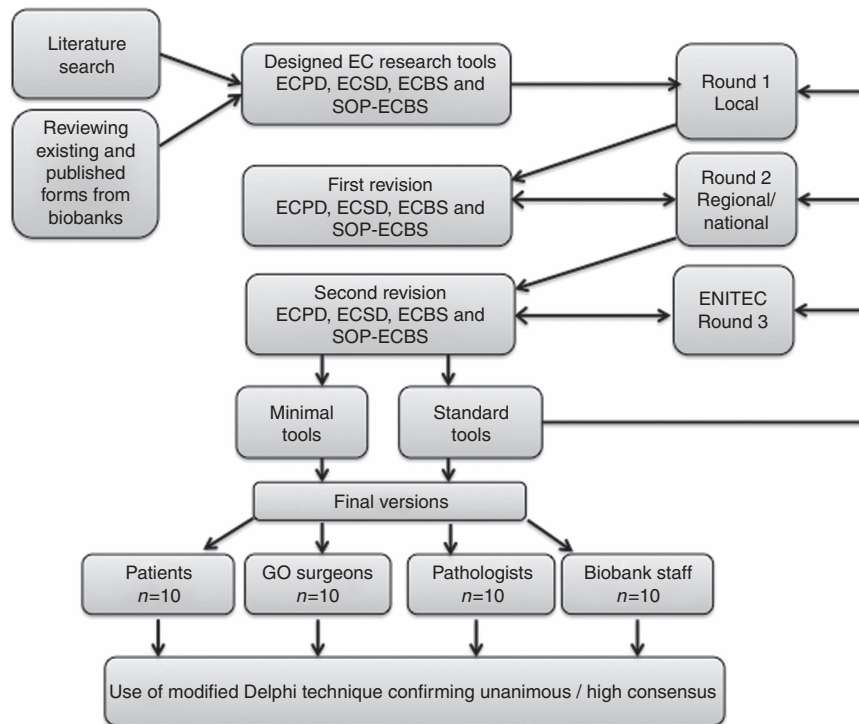 Literature
search
Reviewing
existing and
published
forms from
biobanks
Designed EC research tools
ECPD, ECSD, ECBS and
SOP-ECBS
Round 1
Local
First revision
ECPD, ECSD, ECBS and
SOP-ECBS
Round 2
Regional/
national
Second revision
ECPD, ECSD, ECBS and
SOP-ECBS
ENITEC
Round 3
Minimal
tools
Standard
tools
Final versions
Patients
n=10
GO surgeons
n=10
Pathologists
n=10
Biobank staff
n=10
Use of modified Delphi technique confirming unanimous / high consensus